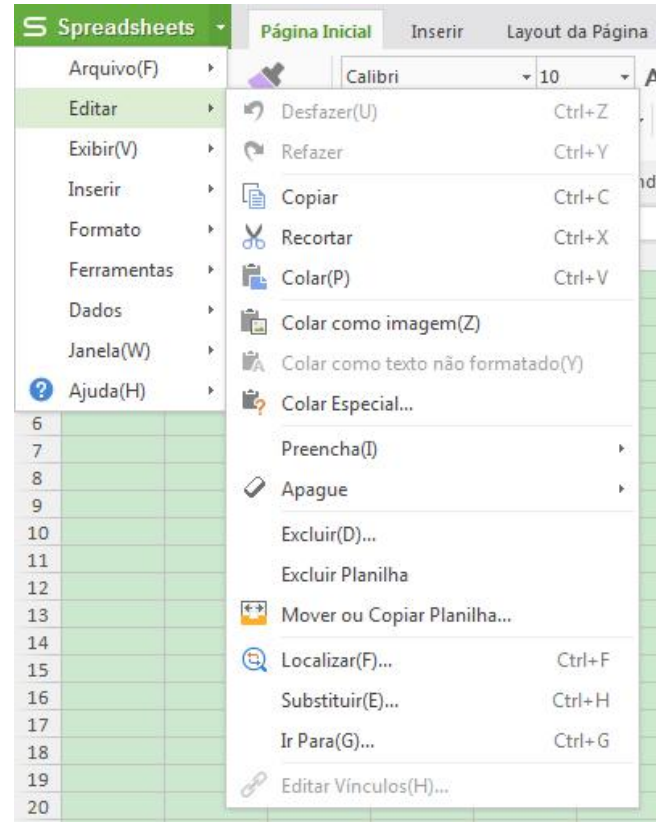 Spreadsheets
Página Inicial Inserir Layout da Página
Arquivo(F)
Calibri 10 A
Editar
Exibir(V)
Inserir
Formato
Ferramentas
Dados
Janela(W)
Ajuda(H)
Desfazer(U) Ctrl+Z
Refazer Ctrl+Y
Copiar Ctrl+C
Recortar Ctrl+X
Colar(P) Ctrl+V
Colar como imagem(Z)
Colar como texto não formatado(Y)
Colar Especial...
Preencha(I)
Apague
Excluir(D)...
Excluir Planilha
Mover ou Copiar Planilha...
Localizar(F)... Ctrl+F
Substituir(E)... Ctrl+H
Ir Para(G)... Ctrl+G
Editar Vínculos(H)...
6
7
8
9
10
11
12
13
14
15
16
17
18
19
20